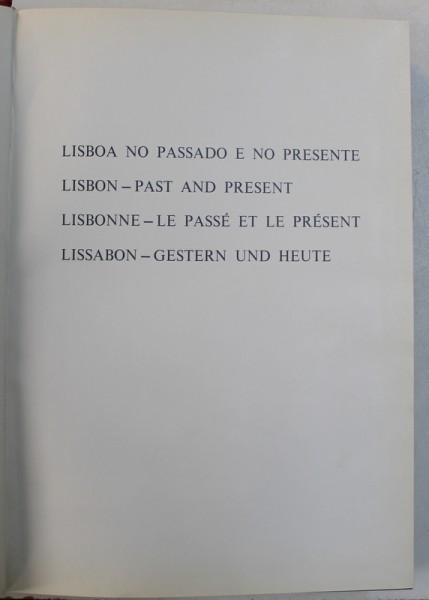 LISBOA NO PASSADO E NO PRESENTE
LISBON – PAST AND PRESENT
LISBONNE – LE PASSÉ ET LE PRÉSENT
LISSABON – GESTERN UND HEUTE